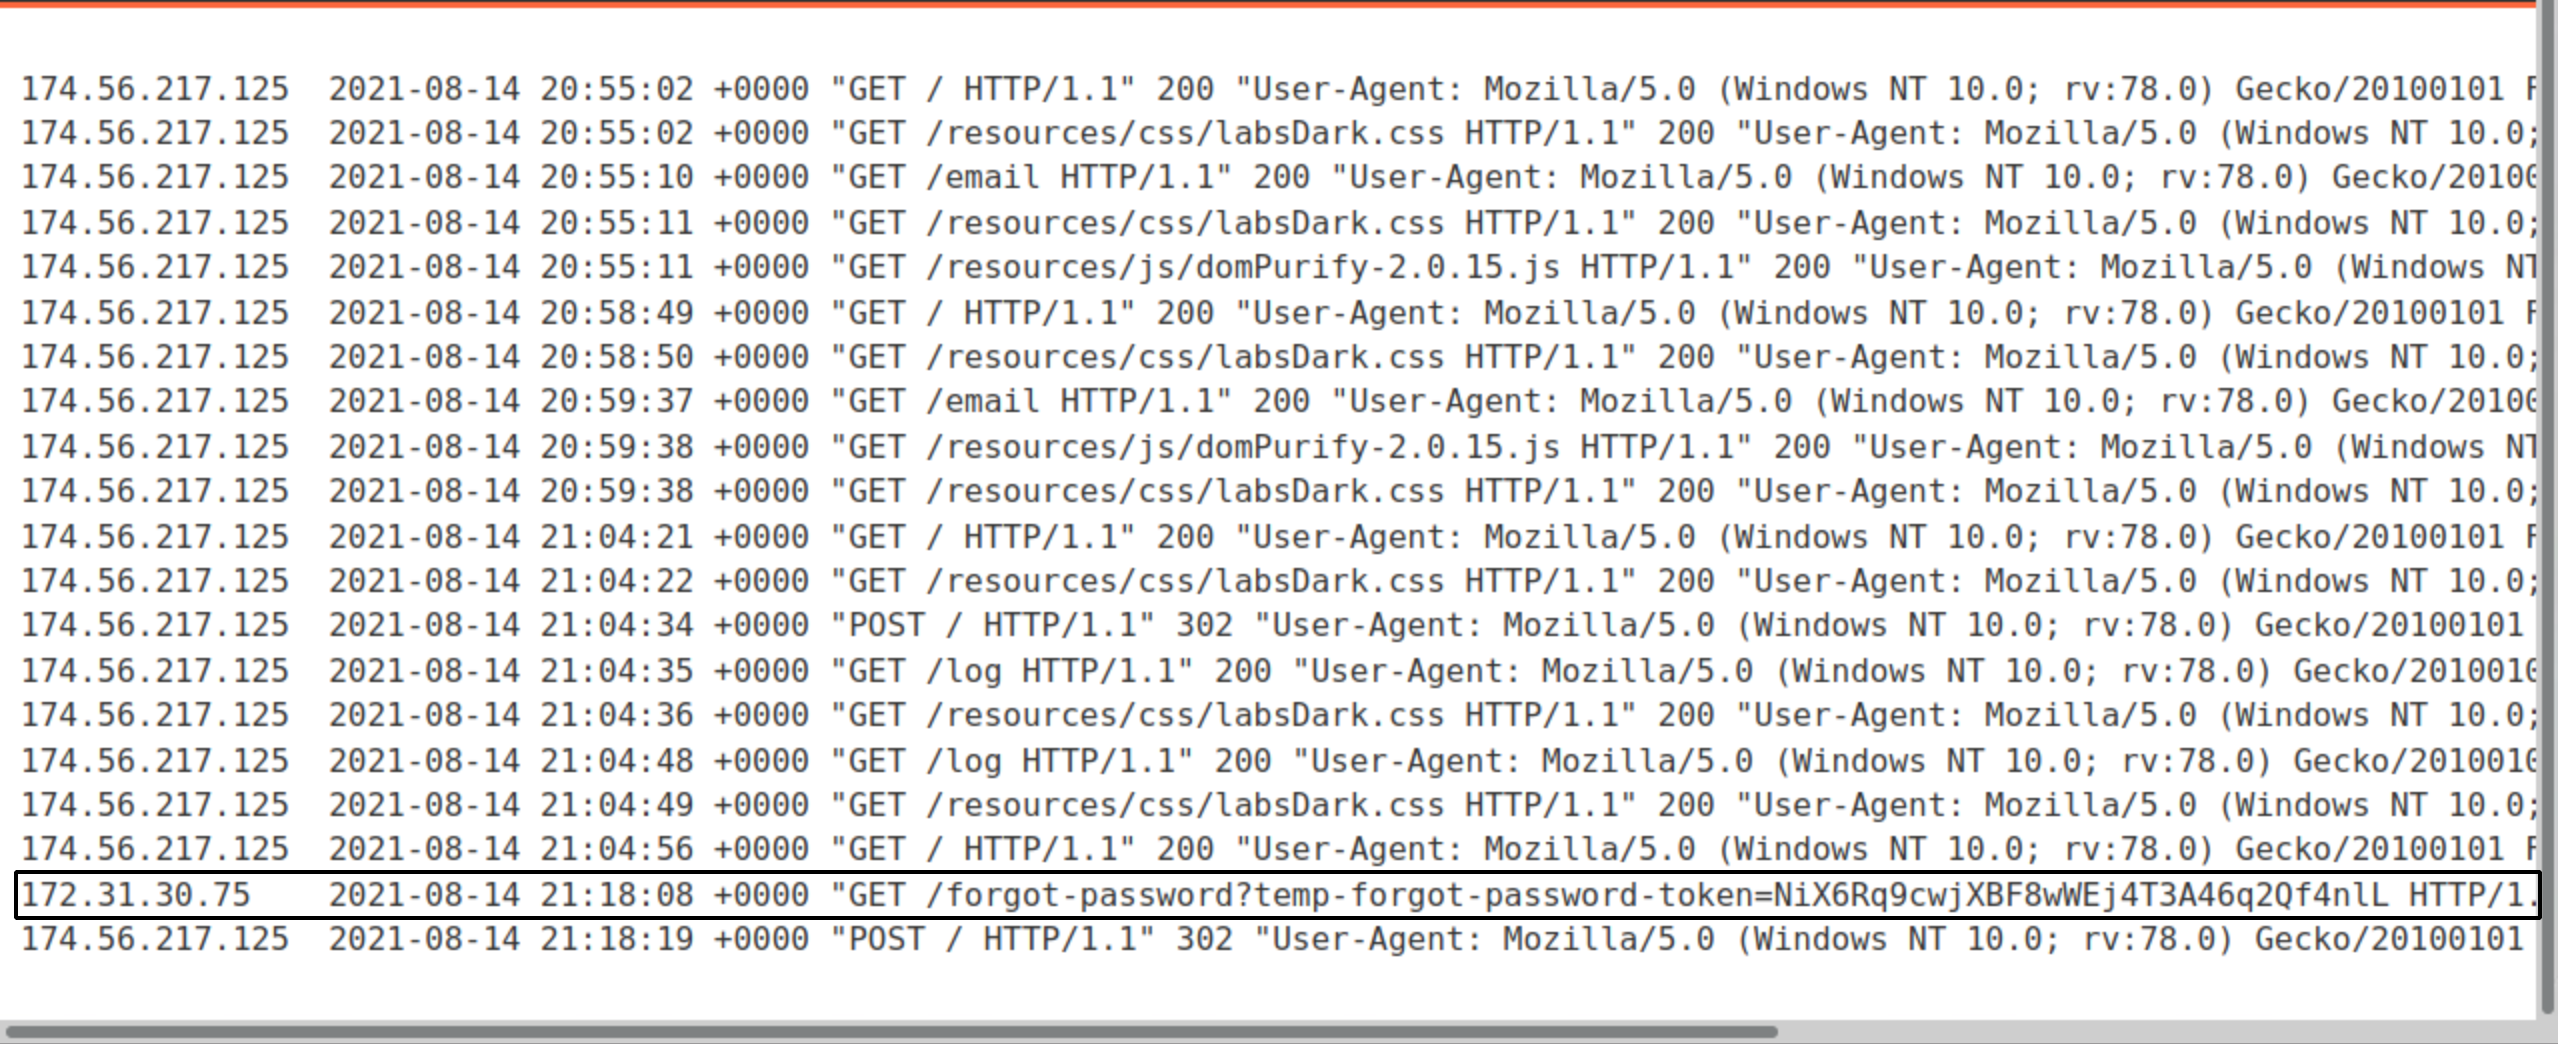 174.56.217.125  2021-08-14 20:55:02 +0000 "GET / HTTP/1.1" 200 "User-Agent: Mozilla/5.0 (Windows NT 10.0; rv:78.0) Gecko/20100101 F
174.56.217.125  2021-08-14 20:55:02 +0000 "GET /resources/css/labsDark.css HTTP/1.1" 200 "User-Agent: Mozilla/5.0 (Windows NT 10.0;
174.56.217.125  2021-08-14 20:55:10 +0000 "GET /email HTTP/1.1" 200 "User-Agent: Mozilla/5.0 (Windows NT 10.0; rv:78.0) Gecko/20100
174.56.217.125  2021-08-14 20:55:11 +0000 "GET /resources/css/labsDark.css HTTP/1.1" 200 "User-Agent: Mozilla/5.0 (Windows NT 10.0;
174.56.217.125  2021-08-14 20:55:11 +0000 "GET /resources/js/domPurify-2.0.15.js HTTP/1.1" 200 "User-Agent: Mozilla/5.0 (Windows NT
174.56.217.125  2021-08-14 20:58:49 +0000 "GET / HTTP/1.1" 200 "User-Agent: Mozilla/5.0 (Windows NT 10.0; rv:78.0) Gecko/20100101 F
174.56.217.125  2021-08-14 20:58:50 +0000 "GET /resources/css/labsDark.css HTTP/1.1" 200 "User-Agent: Mozilla/5.0 (Windows NT 10.0;
174.56.217.125  2021-08-14 20:59:37 +0000 "GET /email HTTP/1.1" 200 "User-Agent: Mozilla/5.0 (Windows NT 10.0; rv:78.0) Gecko/20100
174.56.217.125  2021-08-14 20:59:38 +0000 "GET /resources/js/domPurify-2.0.15.js HTTP/1.1" 200 "User-Agent: Mozilla/5.0 (Windows NT
174.56.217.125  2021-08-14 20:59:38 +0000 "GET /resources/css/labsDark.css HTTP/1.1" 200 "User-Agent: Mozilla/5.0 (Windows NT 10.0;
174.56.217.125  2021-08-14 21:04:21 +0000 "GET / HTTP/1.1" 200 "User-Agent: Mozilla/5.0 (Windows NT 10.0; rv:78.0) Gecko/20100101 F
174.56.217.125  2021-08-14 21:04:22 +0000 "GET /resources/css/labsDark.css HTTP/1.1" 200 "User-Agent: Mozilla/5.0 (Windows NT 10.0;
174.56.217.125  2021-08-14 21:04:34 +0000 "POST / HTTP/1.1" 302 "User-Agent: Mozilla/5.0 (Windows NT 10.0; rv:78.0) Gecko/20100101
174.56.217.125  2021-08-14 21:04:35 +0000 "GET /log HTTP/1.1" 200 "User-Agent: Mozilla/5.0 (Windows NT 10.0; rv:78.0) Gecko/2010010
174.56.217.125  2021-08-14 21:04:36 +0000 "GET /resources/css/labsDark.css HTTP/1.1" 200 "User-Agent: Mozilla/5.0 (Windows NT 10.0;
174.56.217.125  2021-08-14 21:04:48 +0000 "GET /log HTTP/1.1" 200 "User-Agent: Mozilla/5.0 (Windows NT 10.0; rv:78.0) Gecko/2010010
174.56.217.125  2021-08-14 21:04:49 +0000 "GET /resources/css/labsDark.css HTTP/1.1" 200 "User-Agent: Mozilla/5.0 (Windows NT 10.0;
174.56.217.125  2021-08-14 21:04:56 +0000 "GET / HTTP/1.1" 200 "User-Agent: Mozilla/5.0 (Windows NT 10.0; rv:78.0) Gecko/20100101 F
172.31.30.75    2021-08-14 21:18:08 +0000 "GET /forgot-password?temp-forgot-password-token=NiX6Rq9cwjXBF8wWEj4T3A46q2Qf4nlL HTTP/1.
174.56.217.125  2021-08-14 21:18:19 +0000 "POST / HTTP/1.1" 302 "User-Agent: Mozilla/5.0 (Windows NT 10.0; rv:78.0) Gecko/20100101